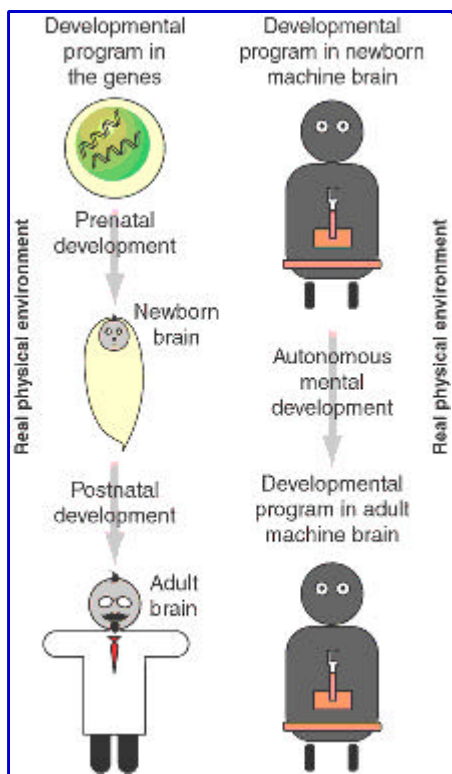 Developmental
program in
the genes
Prenatal
development
Newborn
brain
Postnatal
development
Adult
brain
Real physical environment
Developmental
program in newborn
machine brain
Autonomous
mental
development
Developmental
program in adult
machine brain
Real physical environment